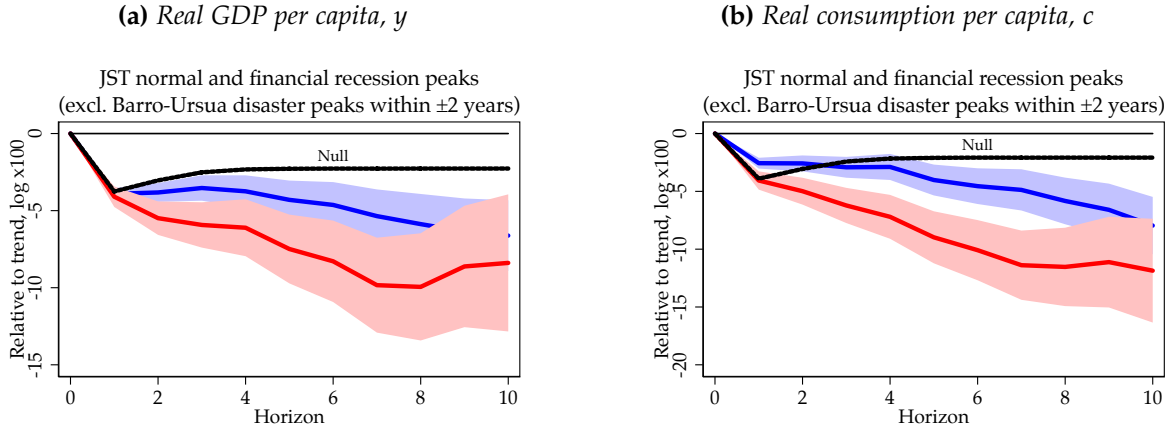 (a) Real GDP per capita, y
JST normal and financial recession peaks
(excl. Barro-Ursua disaster peaks within ±2 years)
Relative to trend, log x100
0
-5
-10
-15
Null
0 2 4 6 8 10
Horizon
(b) Real consumption per capita, c
JST normal and financial recession peaks
(excl. Barro-Ursua disaster peaks within ±2 years)
Relative to trend, log x100
0
-5
-10
-15
-20
Null
0 2 4 6 8 10
Horizon